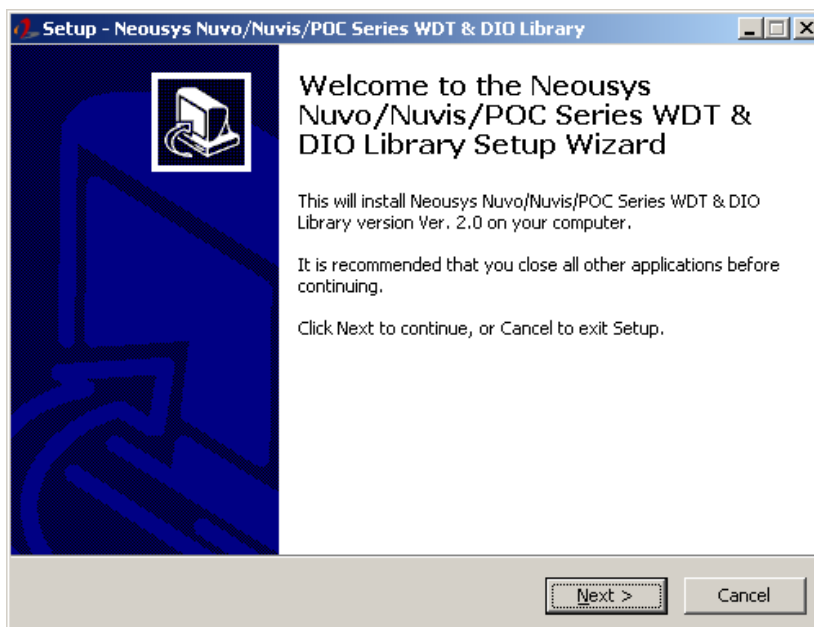 Setup - Neousys Nuvo/Nuvis/POC Series WDT & DIO Library
Welcome to the Neousys
Nuvo/Nuvis/POC Series WDT &
DIO Library Setup Wizard
This will install Neousys Nuvo/Nuvis/POC Series WDT & DIO
Library version Ver. 2.0 on your computer.
It is recommended that you close all other applications before
continuing.
Click Next to continue, or Cancel to exit Setup.
Next >
Cancel